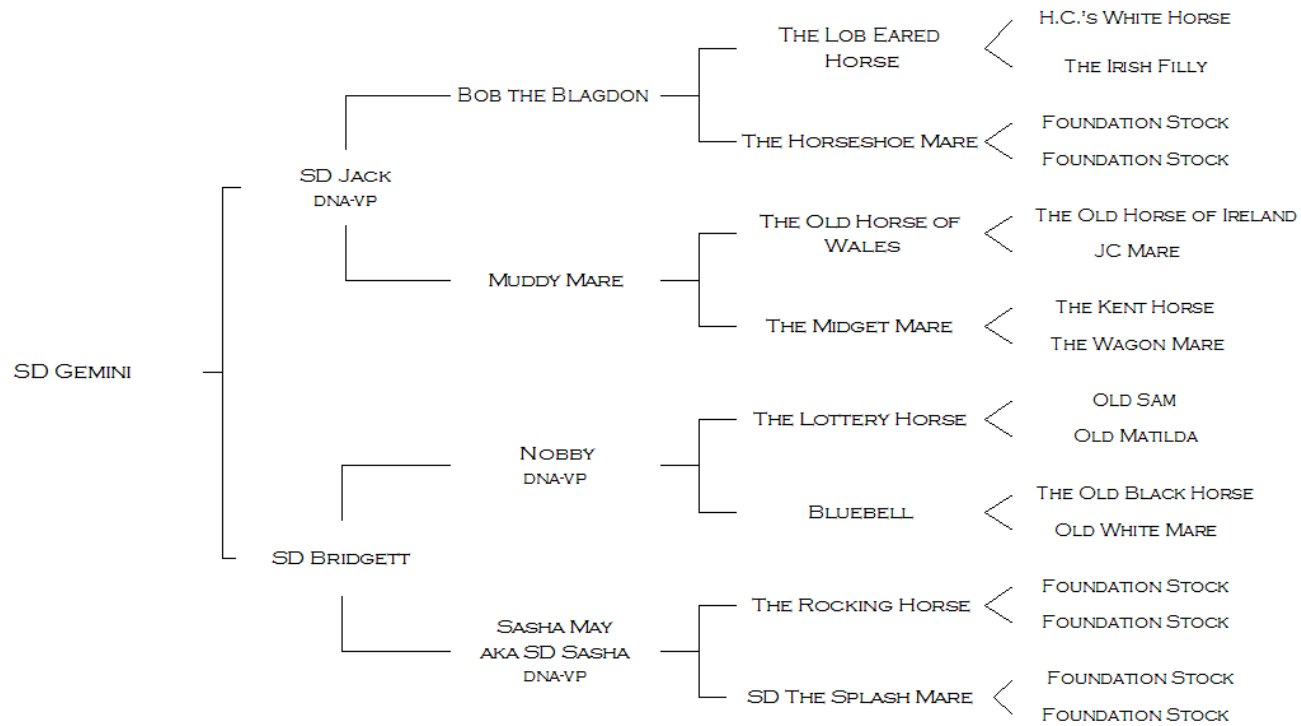 H.C.'s White Horse
The Lob Eared
Horse
The Irish Filly
Bob the Blagdon
Foundation Stock
The Horseshoe Mare
Foundation Stock
SD Jack
DNA-VP
The Old Horse of Ireland
The Old Horse of
Wales
JC Mare
Muddy Mare
The Kent Horse
The Midget Mare
The Wagon Mare
SD Gemini
Old Sam
The Lottery Horse
Old Matilda
Nobby
DNA-VP
The Old Black Horse
Bluebell
Old White Mare
SD Bridgett
Foundation Stock
The Rocking Horse
Foundation Stock
Sasha May
aka SD Sasha
DNA-VP
Foundation Stock
SD The Splash Mare
Foundation Stock